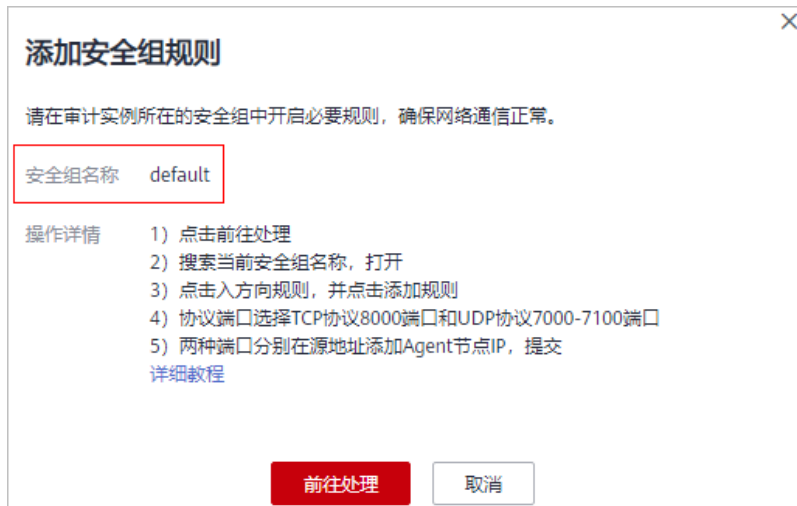 添加安全组规则
请在审计实例所在的安全组中开启必要规则，确保网络通信正常。
安全组名称 default
操作详情 1）点击前往处理
2）搜索当前安全组名称，打开
3）点击入方向规则，并点击添加规则
4）协议端口选择TCP协议8000端口和UDP协议7000-7100端口
5）两种端口分别在源地址添加Agent节点IP，提交
详细教程
前往处理 取消